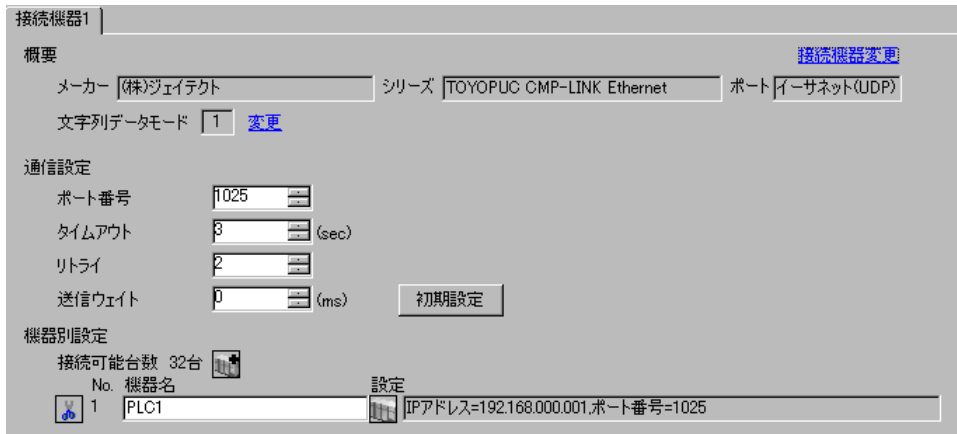 接続機器1
概要 接続機器変更
メーカー (株)ジェイテクト シリーズ TOYOPUC CMP-LINK Ethernet ポート イーサネット(UDP)
文字列データモード 1 変更
通信設定
ポート番号 1025
タイムアウト 3 (sec)
リトライ 2
送信ウェイト 0 (ms) 初期設定
機器別設定
接続可能台数 32台
No. 機器名 設定
1 PLC1 IPアドレス=192.168.000.001,ポート番号=1025